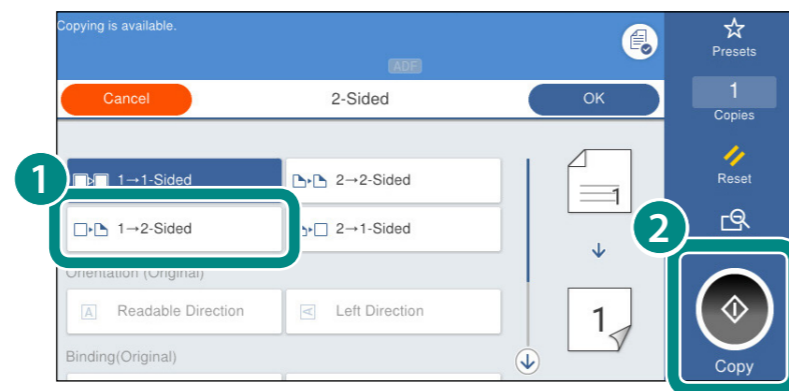 Copying is available.
ADF
Cancel
2-Sided
OK
1
1→1-Sided
2→2-Sided
1→2-Sided
2→1-Sided
Orientation (Original)
A Readable Direction
A Left Direction
Binding(Original)
1
1
Presets
1
Copies
Reset
2
Copy